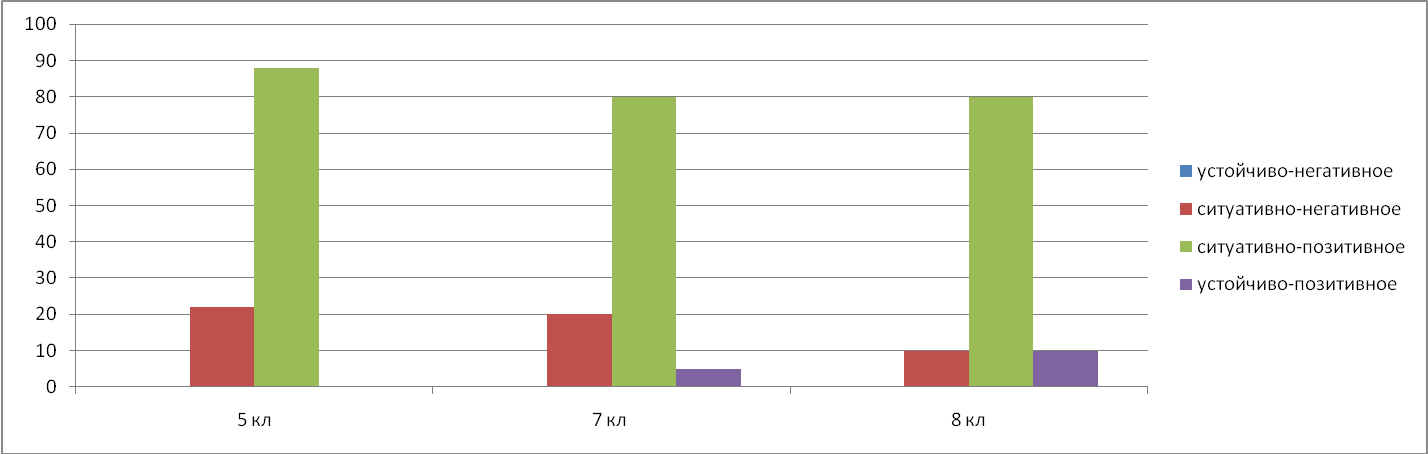 100
90
80
70
60
50
40
30
20
10
0
5 кл
7 кл
8 кл
устойчиво-негативное
ситуативно-негативное
ситуативно-позитивное
устойчиво-позитивное